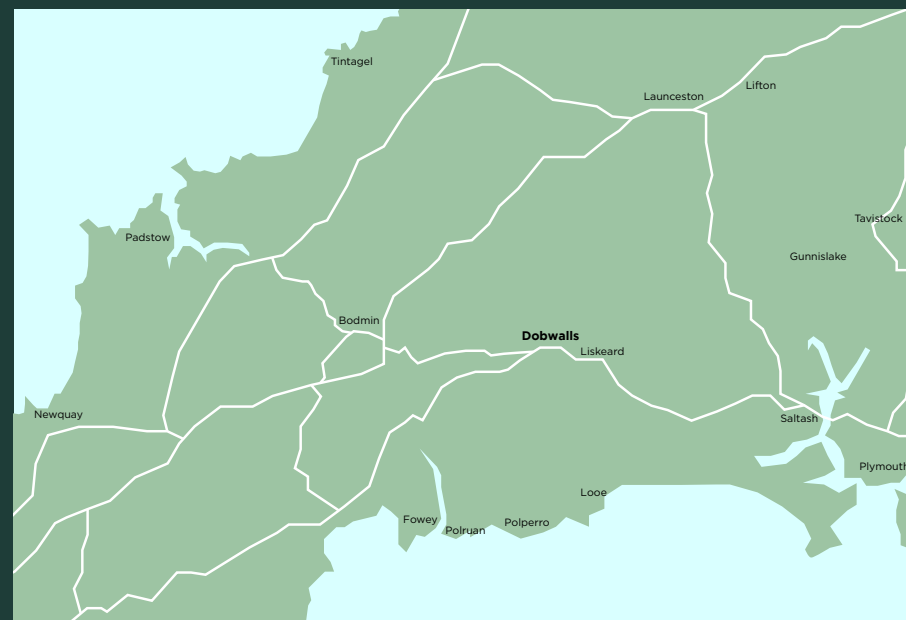 Tintagel
Lifton
Launceston
Tavistock
Padstow
Gunnislake
Bodmin
Dobwalls
Liskeard
Newquay
Saltash
Plymouth
Looe
Fowey
Polperro
Polruan